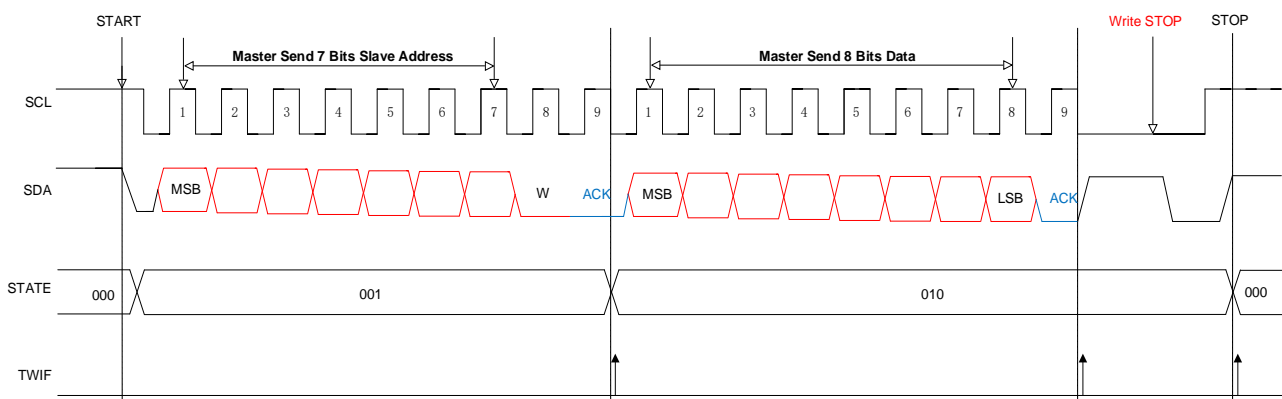 START Write STOP STOP
Master Send 7 Bits Slave Address Master Send 8 Bits Data
SCL 1 2 3 4 5 6 7 8 9 1 2 3 4 5 6 7 8 9
SDA MSB W ACK MSB LSB ACK
STATE 000 001 010 000
TWIF